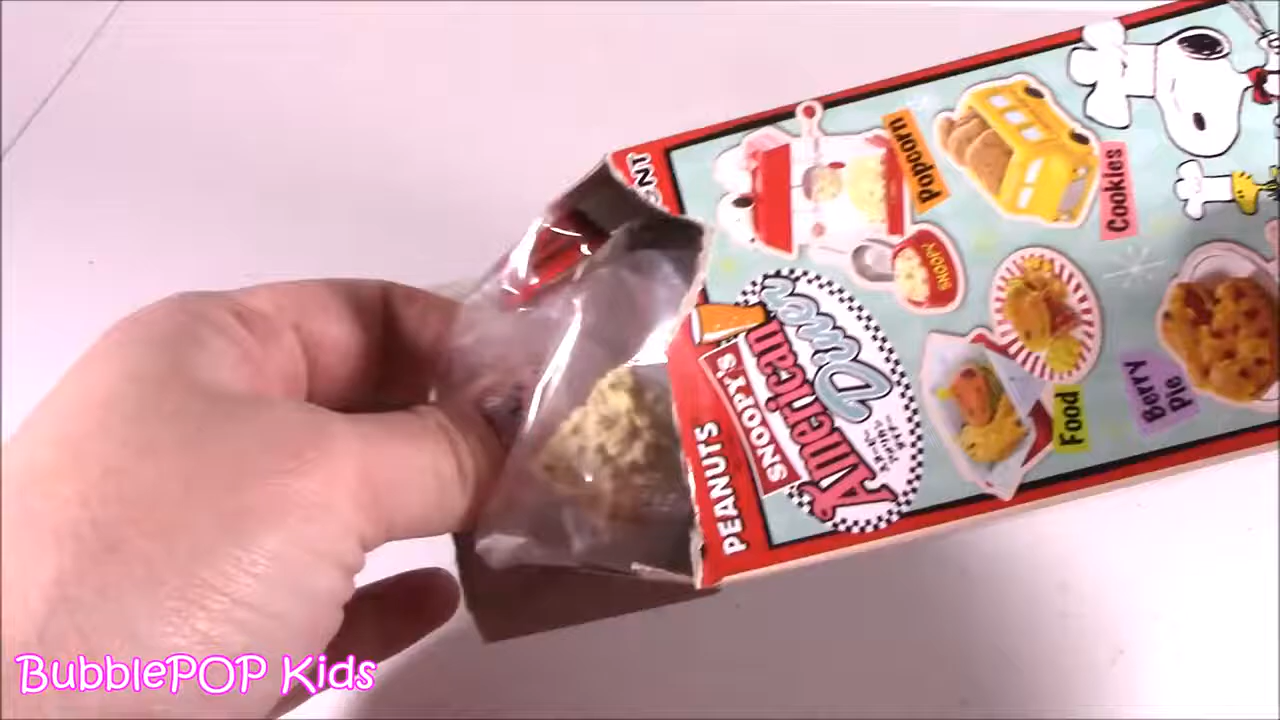 Popcorn
Cookies
SNOOPY
SNOOPY'S
American
Diner
Food
Berry
Pie
PEANUTS
BubblePOP Kids